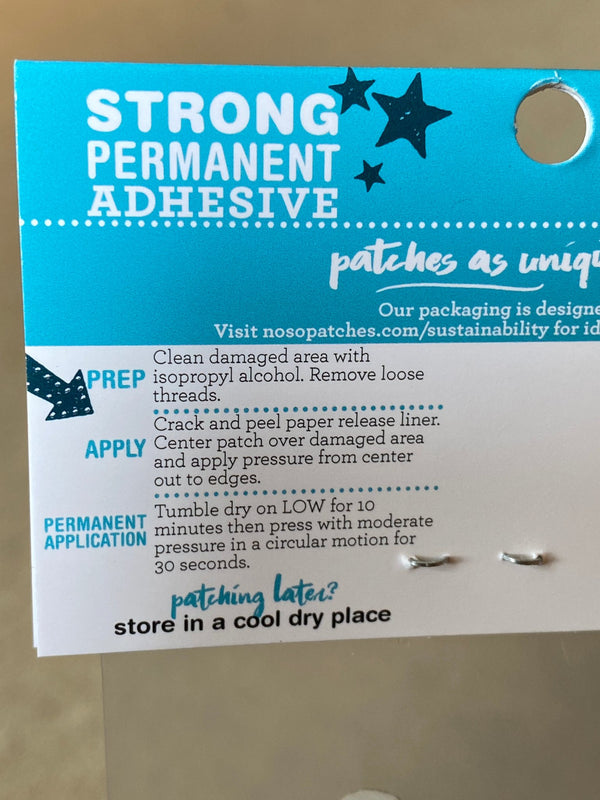 STRONG
PERMANENT
ADHESIVE
patches as
Our packaging is
Visit nosopatches.com/sustainability for
PREP
Clean damaged area with
isopropyl alcohol. Remove loose
threads.
APPLY
Crack and peel paper release liner.
Center patch over damaged area
and apply pressure from center
out to edges.
PERMANENT
APPLICATION
Tumble dry on LOW for 10
minutes then press with moderate
pressure in a circular motion for
30 seconds.
patching later?
store in a cool dry place